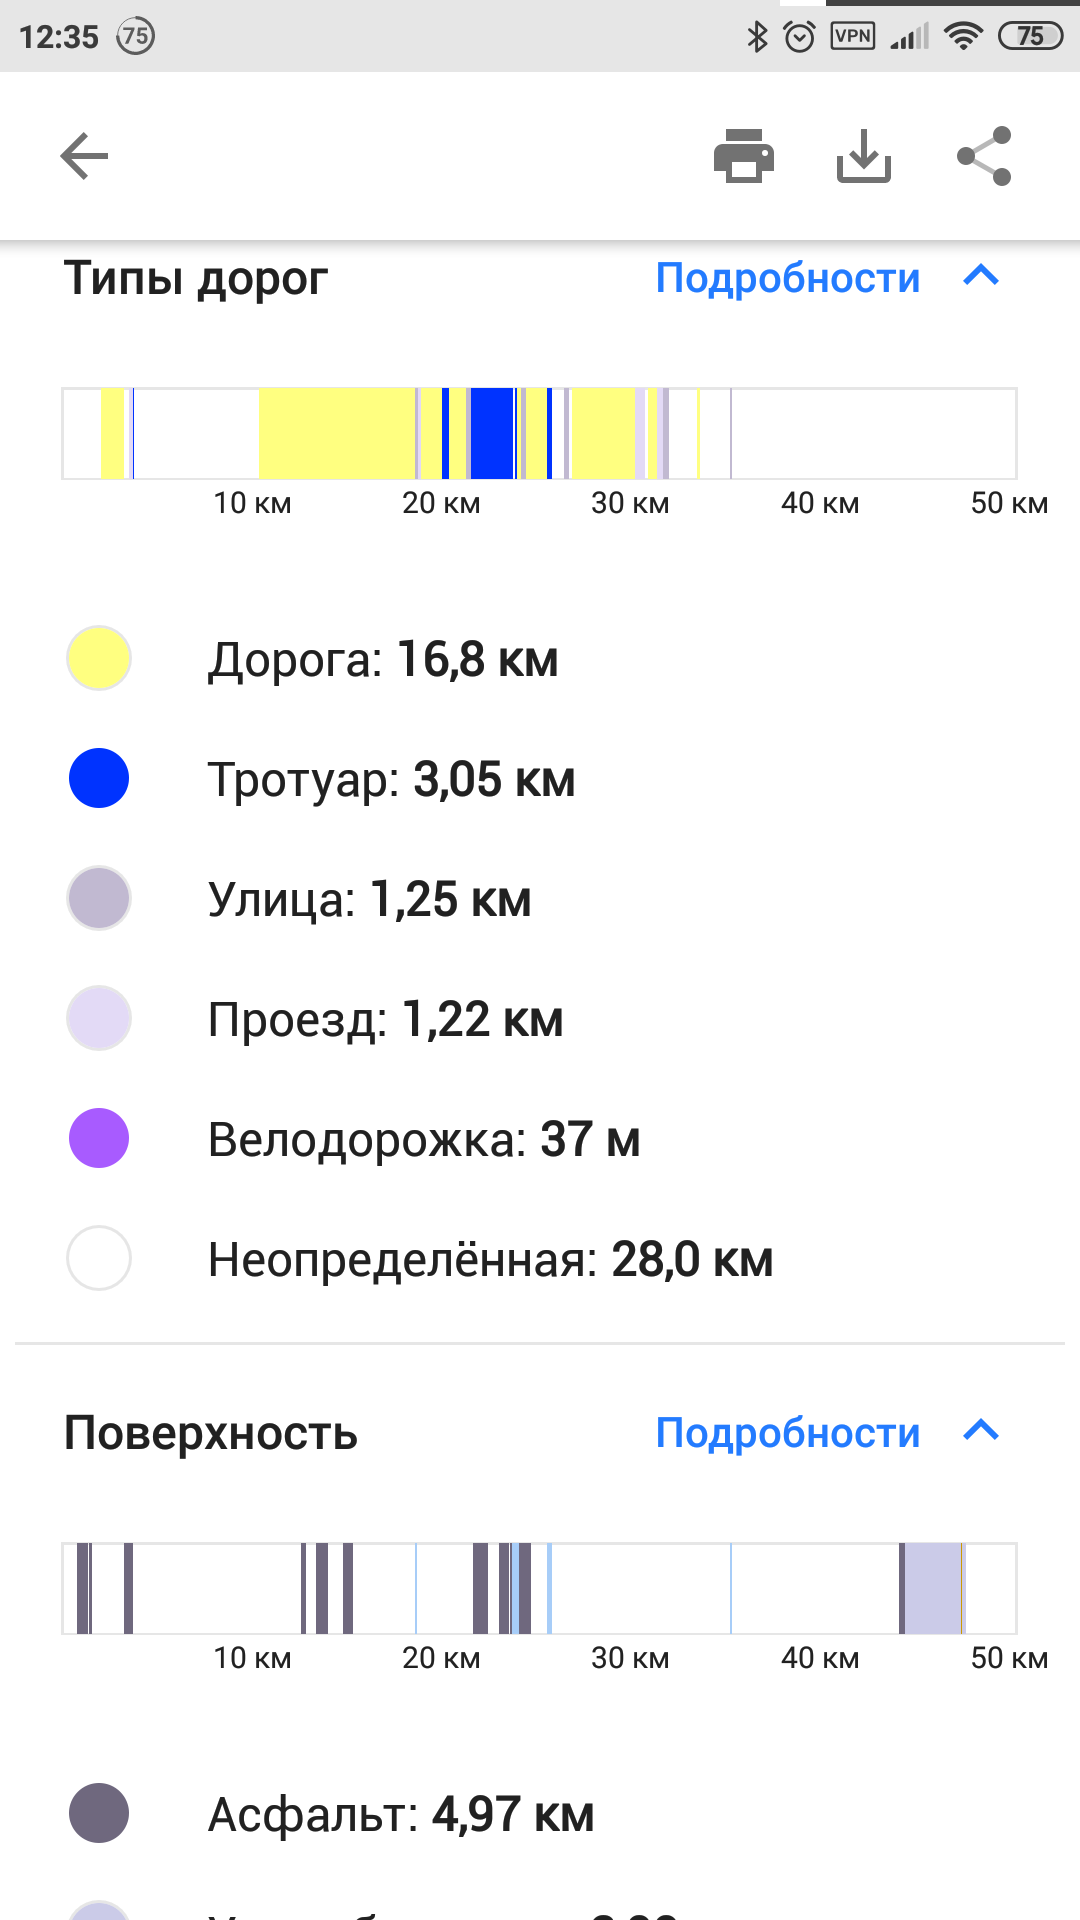 12:35 75 VPN 75
Типы дорог Подробности
10 км 20 км 30 км 40 км 50 км
Дорога: 16,8 км
Тротуар: 3,05 км
Улица: 1,25 км
Проезд: 1,22 км
Велодорожка: 37 м
Неопределённая: 28,0 км
Поверхность Подробности
10 км 20 км 30 км 40 км 50 км
Асфальт: 4,97 км